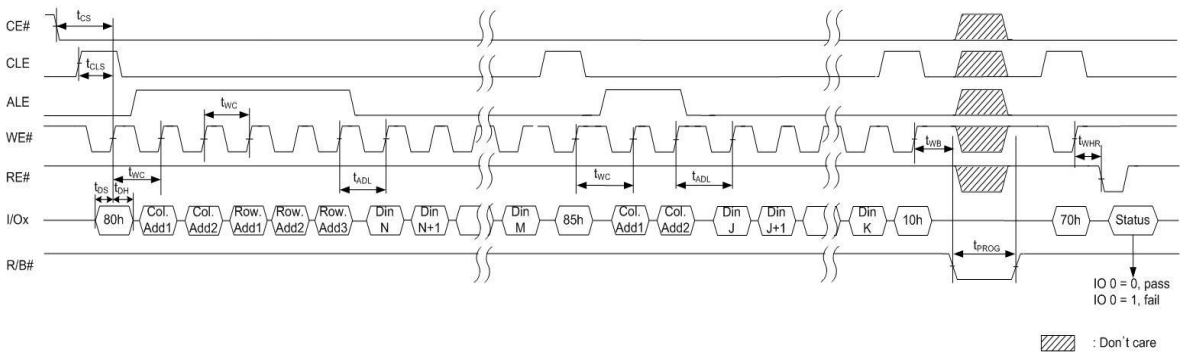 CE#
tCS
CLE
tCLS
ALE
tWC
WE#
tWB
tWHR
RE#
tWC
tADL
tWC
tADL
tDS
tDH
I/Ox
80h
Col. Add1
Col. Add2
Row. Add1
Row. Add2
Row. Add3
Din N
Din N+1
Din M
85h
Col. Add1
Col. Add2
Din J
Din J+1
Din K
10h
70h
Status
tPROG
R/B#
IO 0 = 0, pass
IO 0 = 1, fail
: Don't care